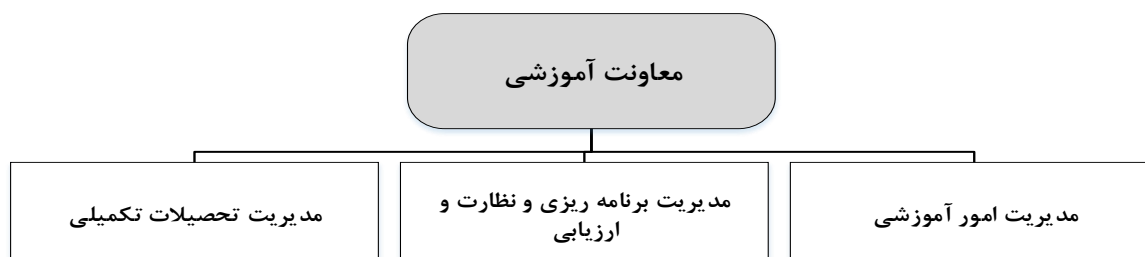 معاونت آموزشی
مدیریت امور آموزشی
مدیریت برنامه ریزی و نظارت و
ارزیابی
مدیریت تحصیلات تکمیلی